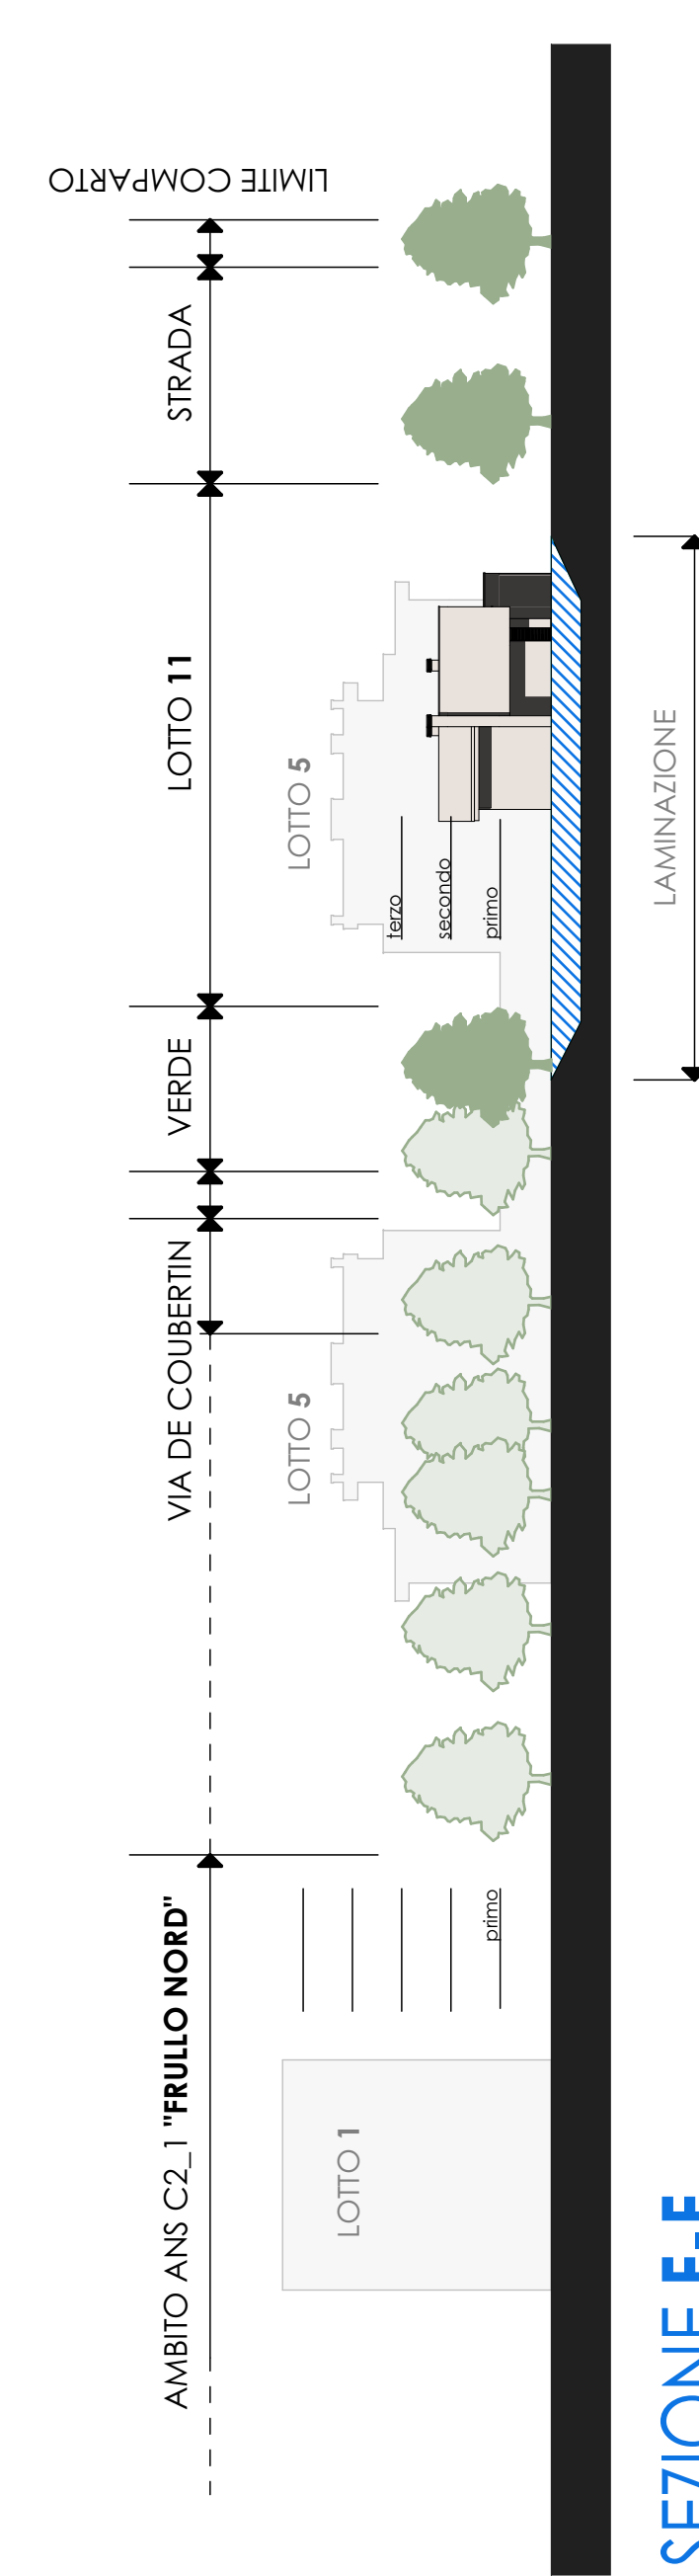 AMBITO ANS C2_1 "FRULLO NORD"
VIA DE COUBERTIN
VERDE
LOTTO 11
STRADA
LIMITE COMPARTO
LOTTO 1
primo
LOTTO 5
LOTTO 5
terzo
secondo
primo
LAMINAZIONE
SEZIONE